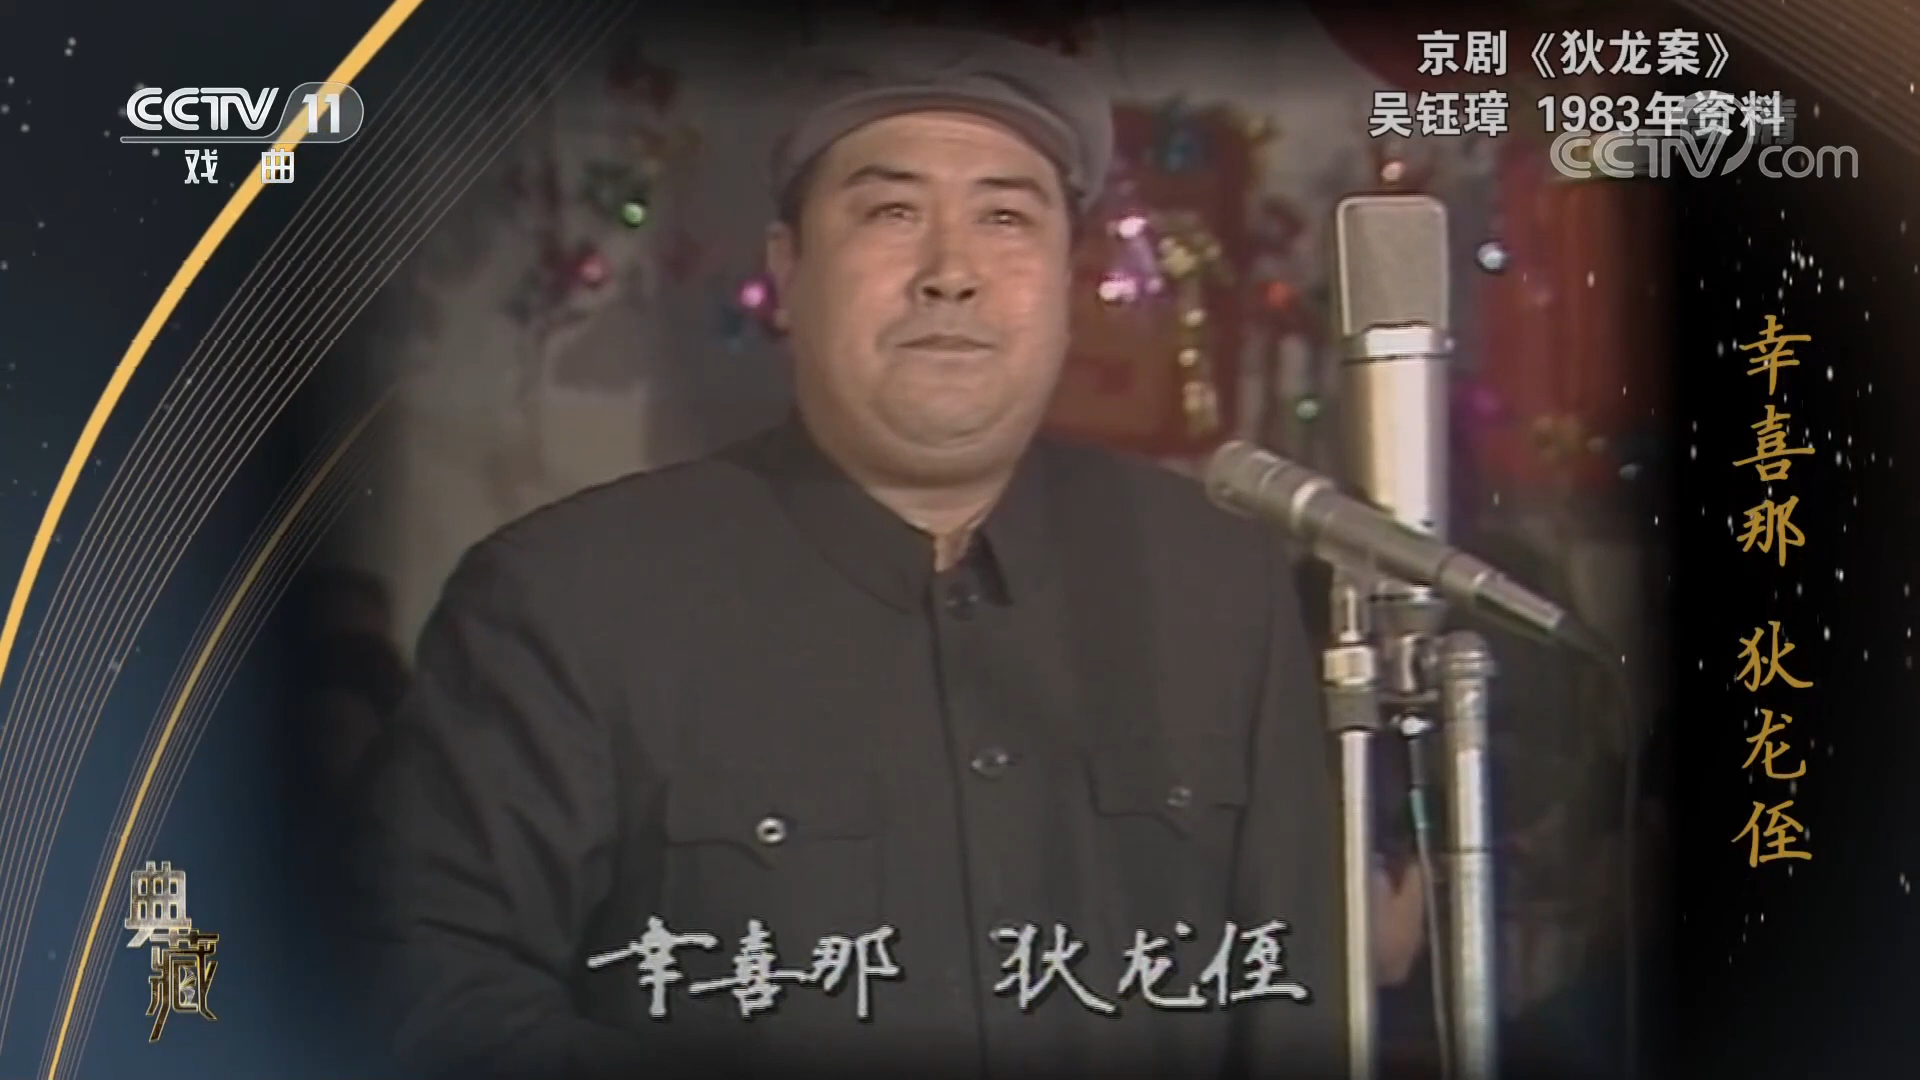 CCTV 11
戏 曲
京剧《狄龙案》
吴钰璋 1983年资料
CCTV com
幸喜那 狄龙侄
典藏
幸喜那 狄龙侄